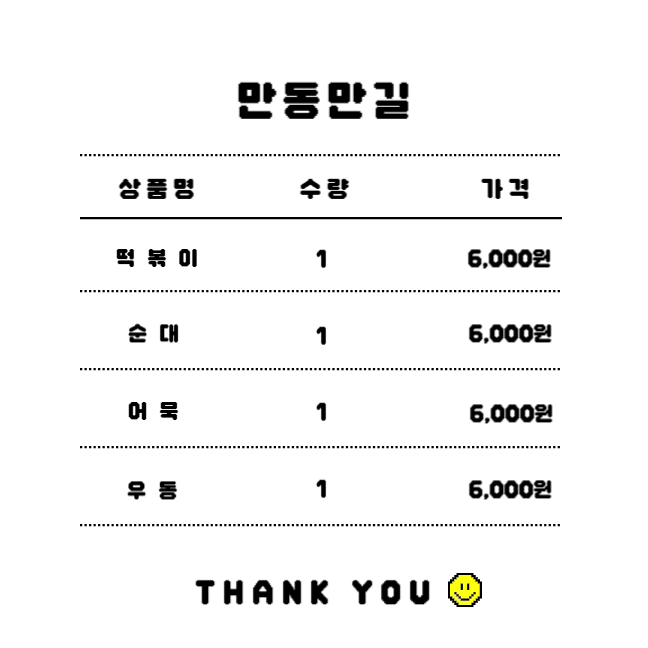 만동만길
상품명 수량 가격
떡볶이 1 6,000원
순대 1 6,000원
어묵 1 6,000원
우동 1 6,000원
THANK YOU